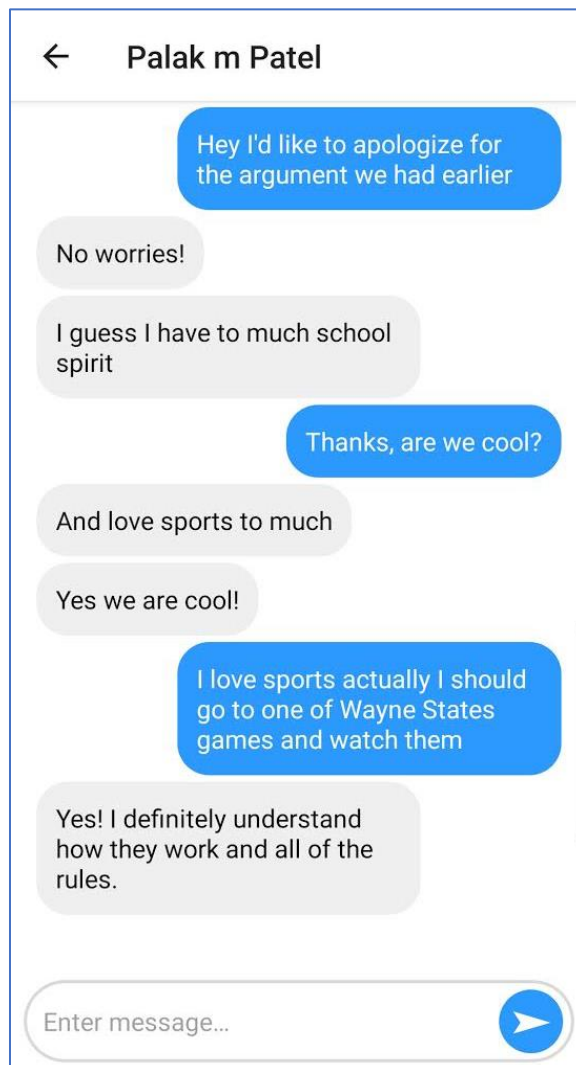 Palak m Patel
Hey I'd like to apologize for
the argument we had earlier
No worries!
I guess I have to much school
spirit
Thanks, are we cool?
And love sports to much
Yes we are cool!
I love sports actually I should
go to one of Wayne States
games and watch them
Yes! I definitely understand
how they work and all of the
rules.
Enter message...